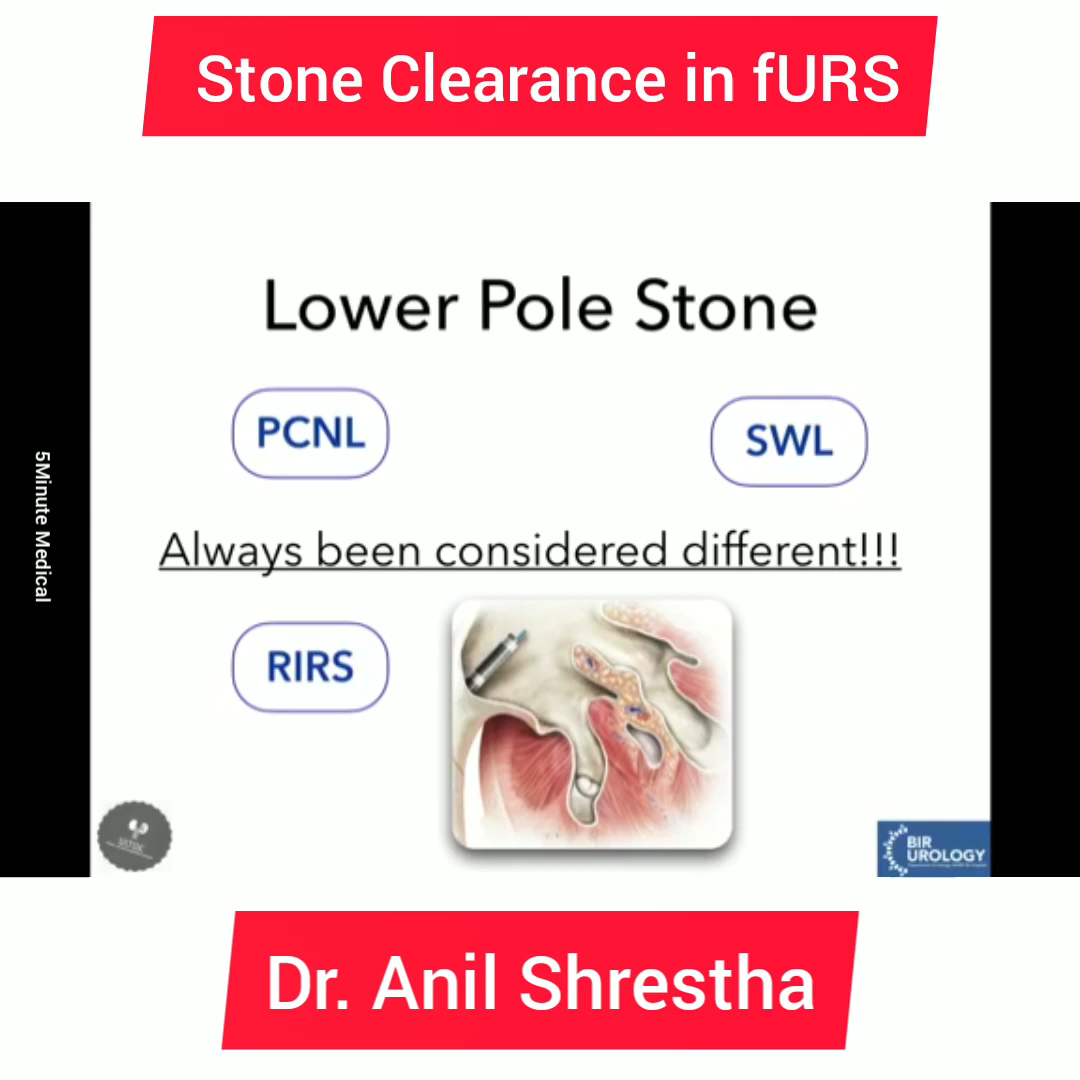 Stone Clearance in fURS
Lower Pole Stone
PCNL
SWL
Always been considered different!!!
RIRS
5Minute Medical
BIR
UROLOGY
Dr. Anil Shrestha